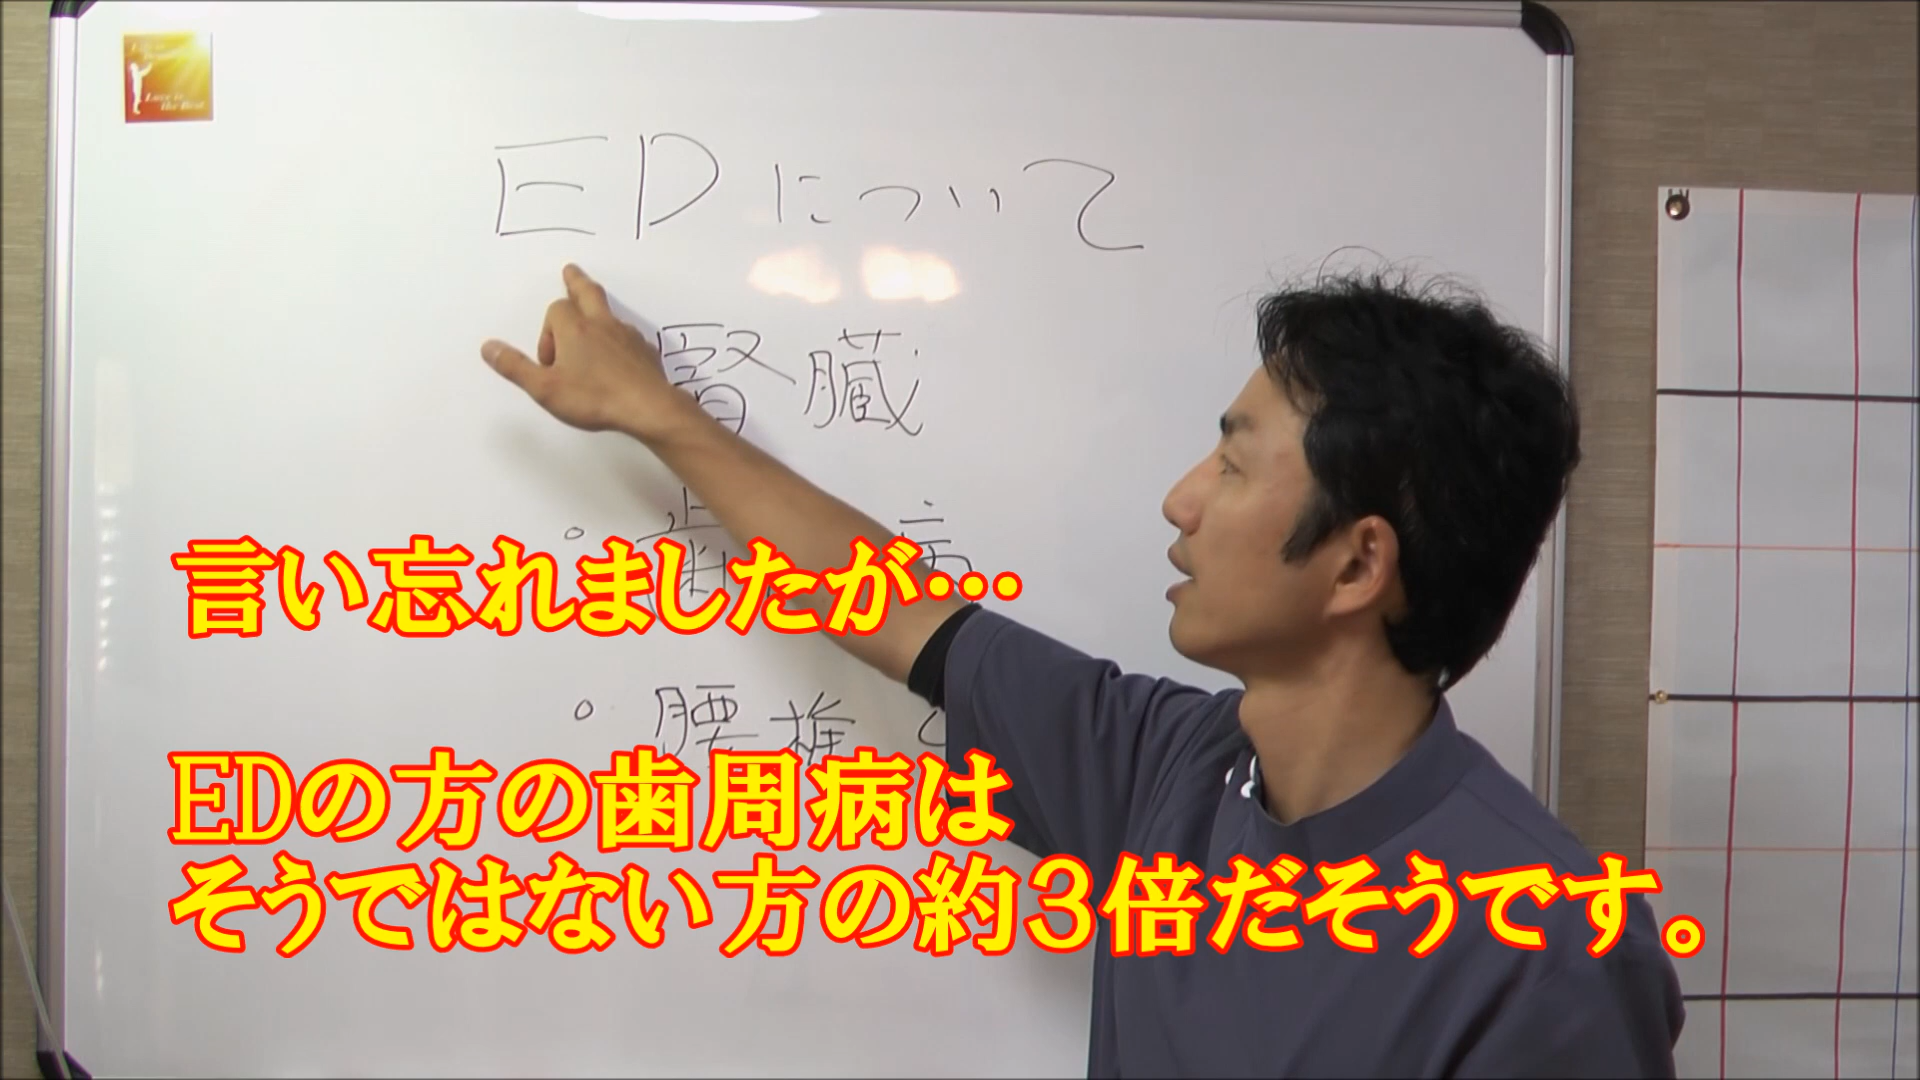 EDについて
腎臓
言い忘れましたが…
。腰椎
EDの方の歯周病は
そうではない方の約3倍だそうです。